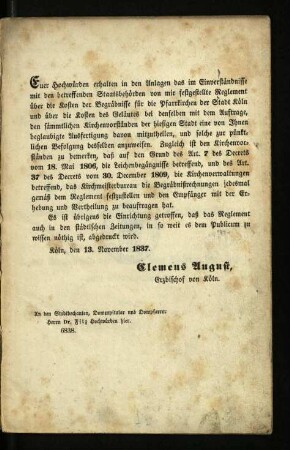 Euer Hochwürden erhalten in den Anlagen das im Einverständnisse
mit den betreffenden Staatsbehörden von mir festgestellte Reglement
über die Kosten der Begräbnisse für die Pfarrkirchen der Stadt Köln
und über die Kosten des Geläutes bei denselben mit dem Auftrage,
den sämmtlichen Kirchenvorständen der hiesigen Stadt eine von Ihnen
beglaubigte Ausfertigung davon mitzutheilen, und solche zur pünkt-
lichen Befolgung desselben anzuweisen. Zugleich ist den Kirchenvor-
ständen zu bemerken, daß auf den Grund des Art. 7 des Decrets
vom 18. Mai 1806, die Leichenbegängnisse betreffend, und des Art.
37 des Decrets vom 30. December 1809, die Kirchenverwaltungen
betreffend, das Kirchmeisterbureau die Begräbnißrechnungen jedesmal
gemäß dem Reglement festzustellen und den Empfänger mit der Er-
hebung und Vertheilung zu beauftragen hat.
Es ist übrigens die Einrichtung getroffen, daß das Reglement
auch in den städtischen Zeitungen, in so weit es dem Publicum zu
wissen nöthig ist, abgedruckt wird.
Köln, den 13. November 1837.
Clemens August,
Erzbischof von Köln.
An den Stadtdechanten, Domcapitular und Dompfarrer
Herrn Dr. Filz Hochwürden hier.
6838.